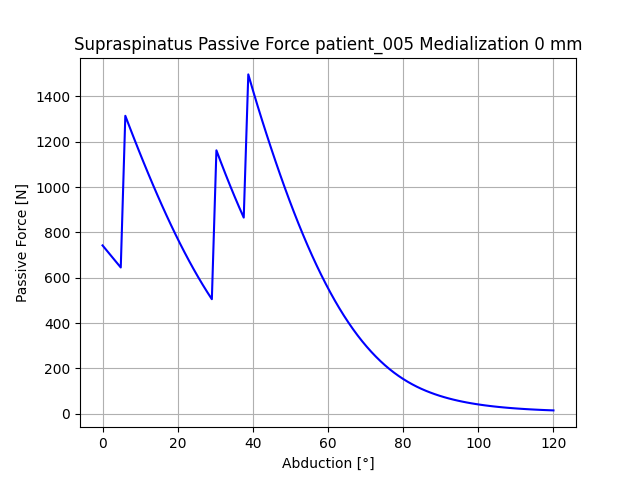 Supraspinatus Passive Force patient_005 Medialization 0 mm
Passive Force [N]
1400
1200
1000
800
600
400
200
0
0 20 40 60 80 100 120
Abduction [°]